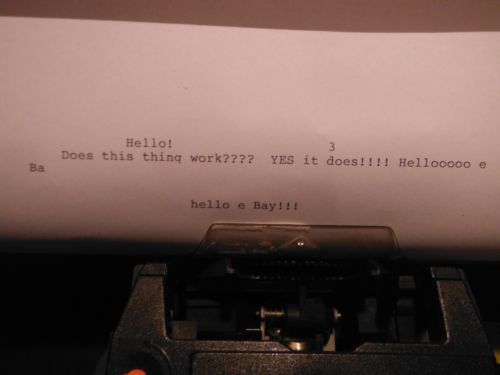 Hello! 3
Does this thing work???? YES it does!!!! Hellooooo e
Ba
hello e Bay!!!